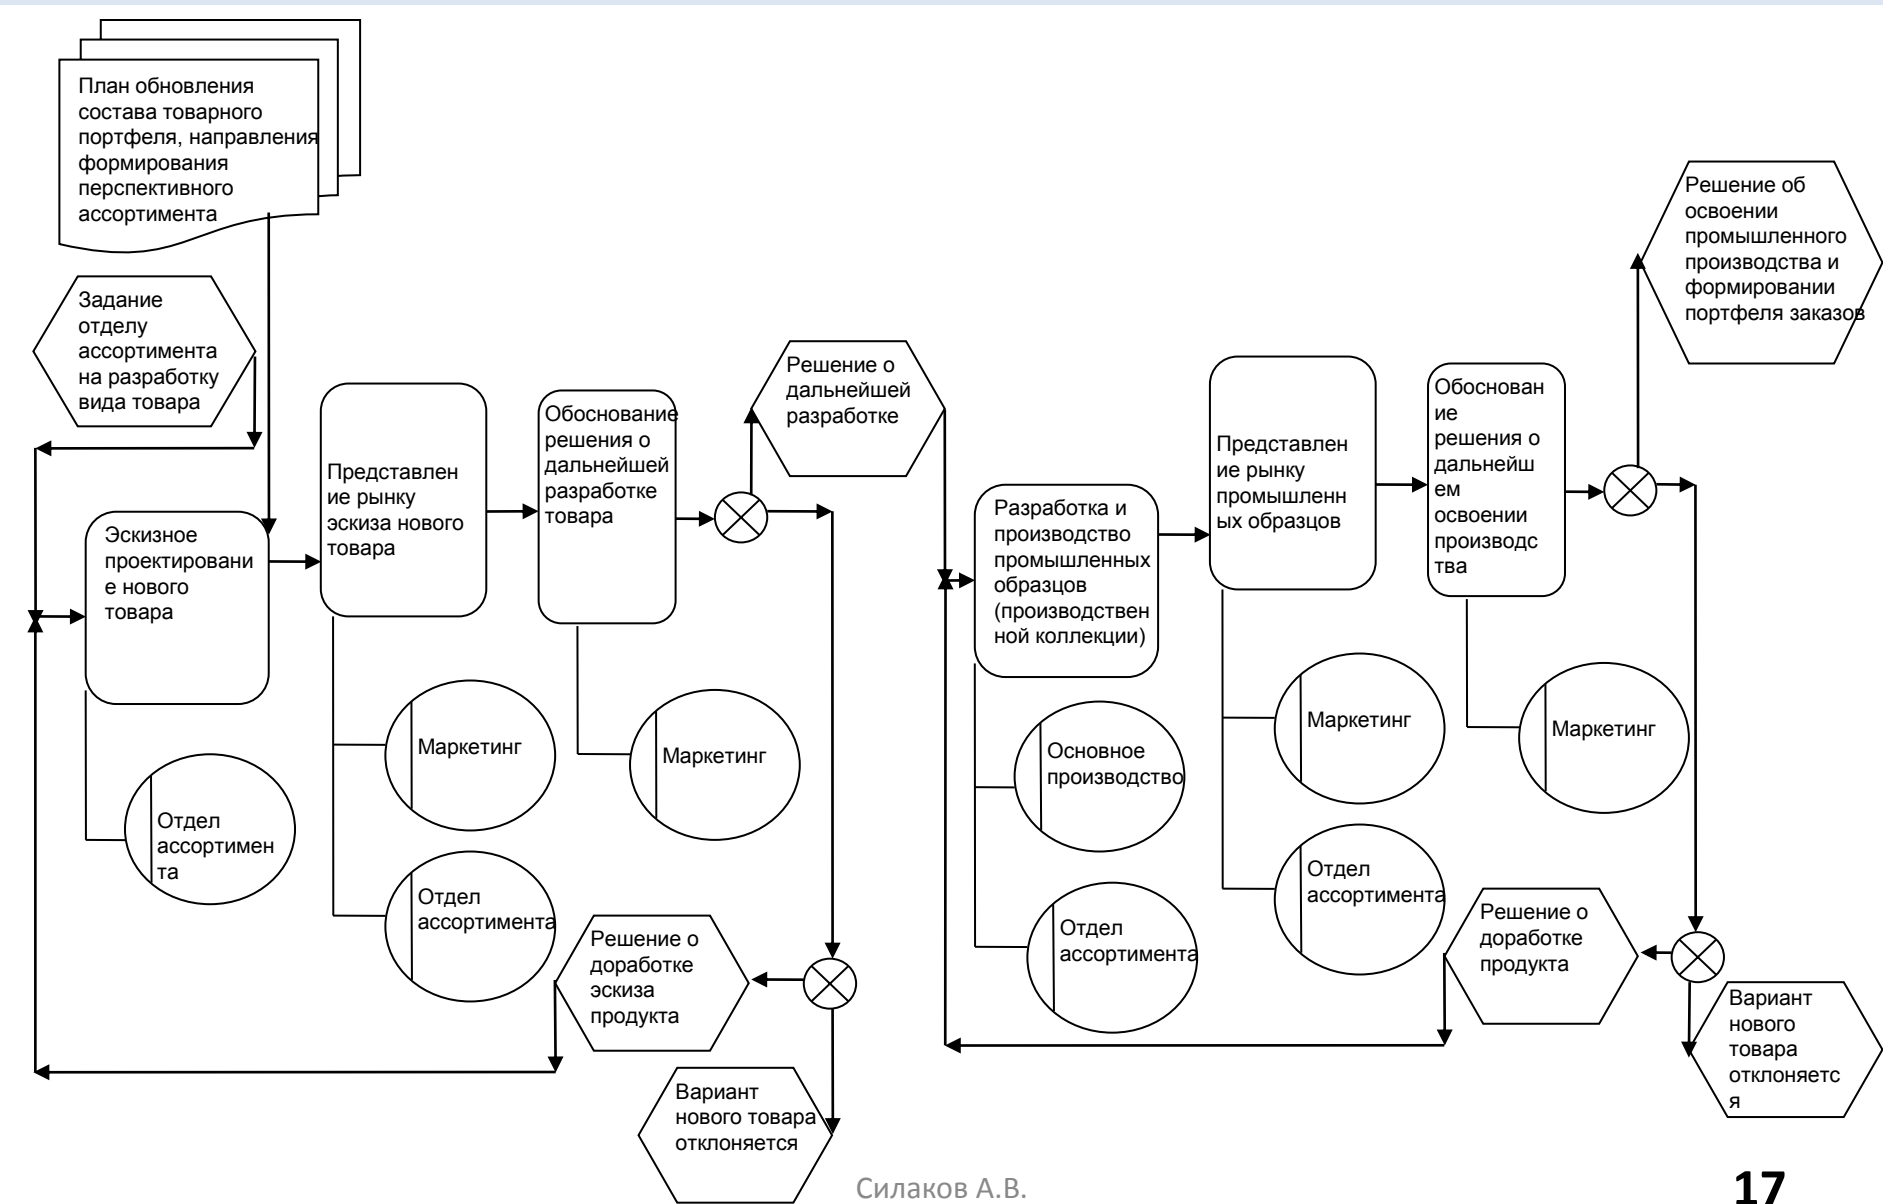 План обновления
состава товарного
портфеля, направления
формирования
перспективного
ассортимента
Задание
отделу
ассортимента
на разработку
вида товара
Эскизное
проектировани
е нового
товара
Отдел
ассортимен
та
Представлен
ие рынку
эскиза нового
товара
Маркетинг
Отдел
ассортимента
Обоснование
решения о
дальнейшей
разработке
товара
Маркетинг
Решение о
дальнейшей
разработке
Решение о
доработке
эскиза
продукта
Вариант
нового товара
отклоняется
Разработка и
производство
промышленных
образцов
(производствен
ной коллекции)
Основное
производство
Отдел
ассортимента
Представлен
ие рынку
промышленн
ых образцов
Маркетинг
Отдел
ассортимента
Обоснован
ие
решения о
дальнейш
ем
освоении
производс
тва
Маркетинг
Решение об
освоении
промышленного
производства и
формировании
портфеля заказов
Решение о
доработке
продукта
Вариант
нового
товара
отклоняетс
я
Силаков А.В.
17